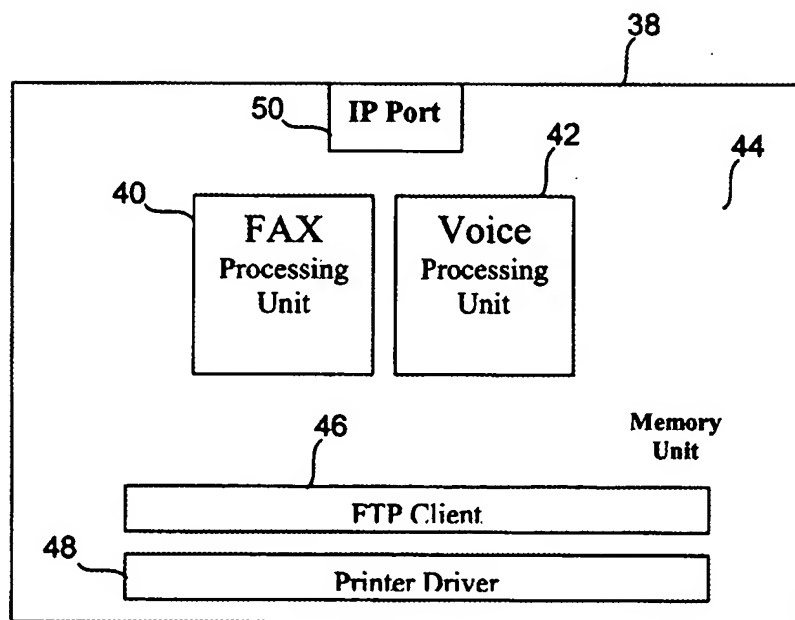 38
50
IP Port
42
44
40
FAX
Processing
Unit
Voice
Processing
Unit
Memory
Unit
46
FTP Client
48
Printer Driver